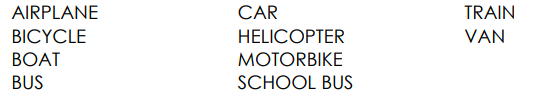 AIRPLANE
BICYCLE
BOAT
BUS
CAR
HELICOPTER
MOTORBIKE
SCHOOL BUS
TRAIN
VAN